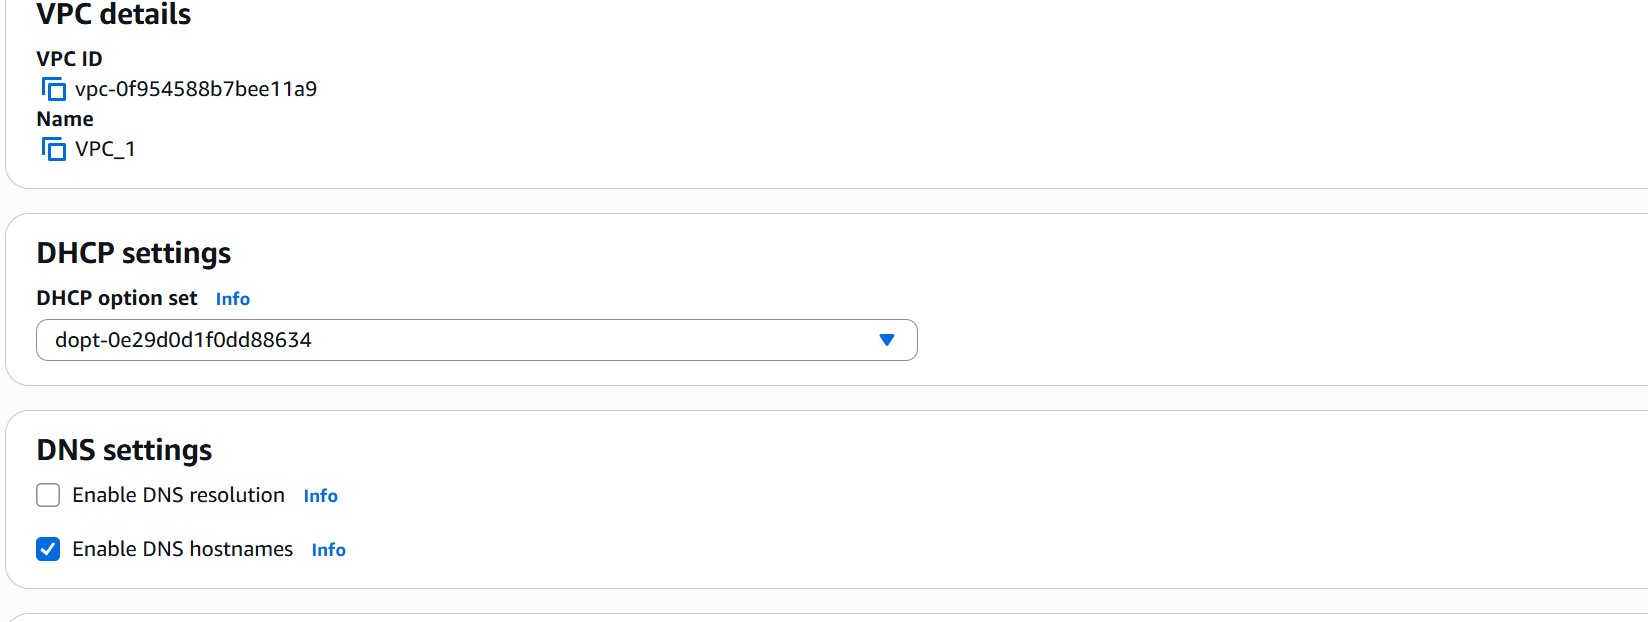 VPC details
VPC ID
vpc-0f954588b7bee11a9
Name
VPC_1
DHCP settings
DHCP option set Info
dopt-0e29d0d1f0dd88634
DNS settings
Enable DNS resolution Info
Enable DNS hostnames Info